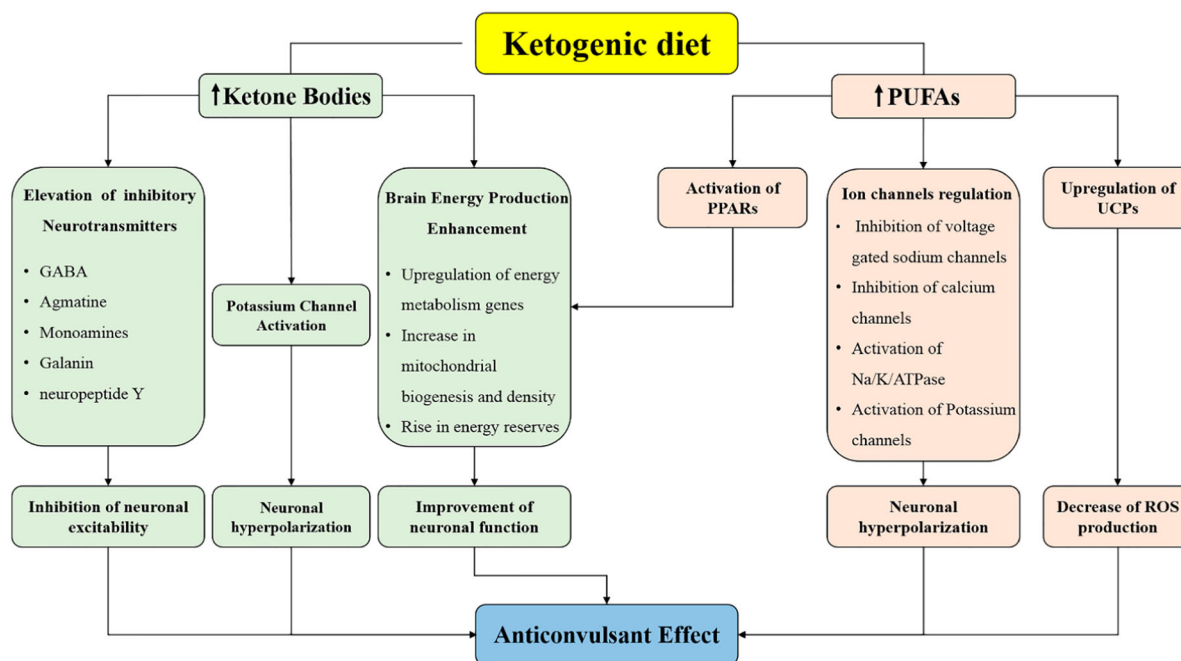 Ketogenic diet
↑Ketone Bodies
↑PUFAs
Elevation of inhibitory
Neurotransmitters
• GABA
• Agmatine
• Monoamines
• Galanin
• neuropeptide Y
Potassium Channel
Activation
Brain Energy Production
Enhancement
• Upregulation of energy
metabolism genes
• Increase in
mitochondrial
biogenesis and density
• Rise in energy reserves
Activation of
PPARs
Ion channels regulation
• Inhibition of voltage
gated sodium channels
• Inhibition of calcium
channels
• Activation of
Na/K/ATPase
• Activation of Potassium
channels
Upregulation of
UCPs
Inhibition of neuronal
excitability
Neuronal
hyperpolarization
Improvement of
neuronal function
Neuronal
hyperpolarization
Decrease of ROS
production
Anticonvulsant Effect